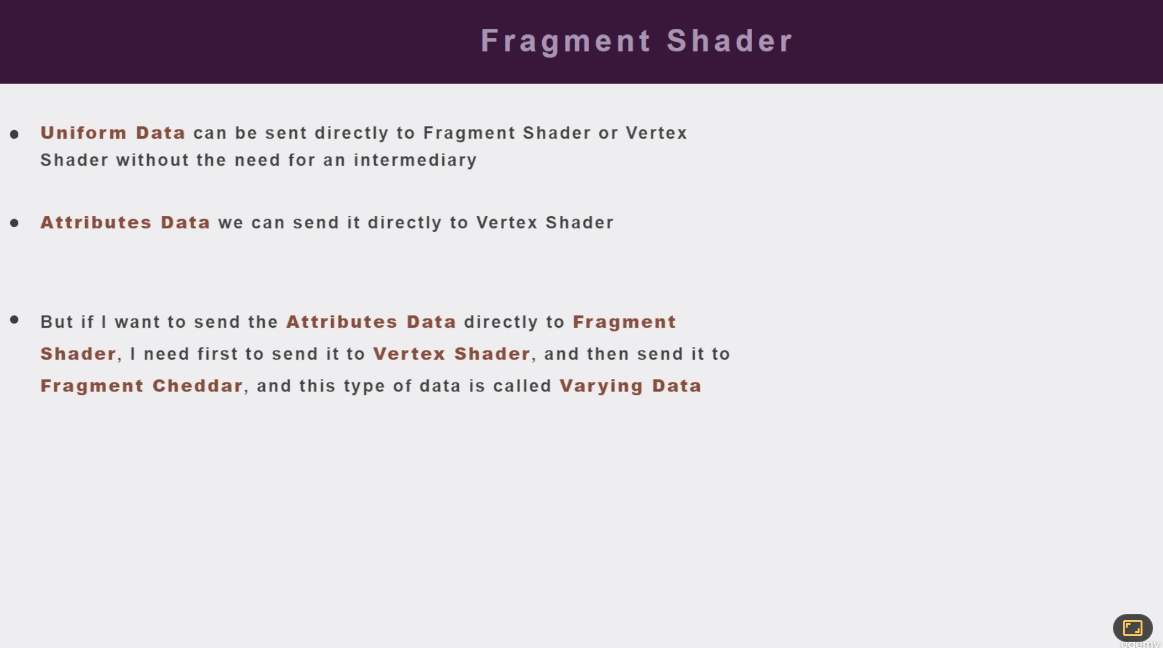 Fragment Shader
• Uniform Data can be sent directly to Fragment Shader or Vertex
Shader without the need for an intermediary
• Attributes Data we can send it directly to Vertex Shader
• But if I want to send the Attributes Data directly to Fragment
Shader, I need first to send it to Vertex Shader, and then send it to
Fragment Cheddar, and this type of data is called Varying Data
udemy